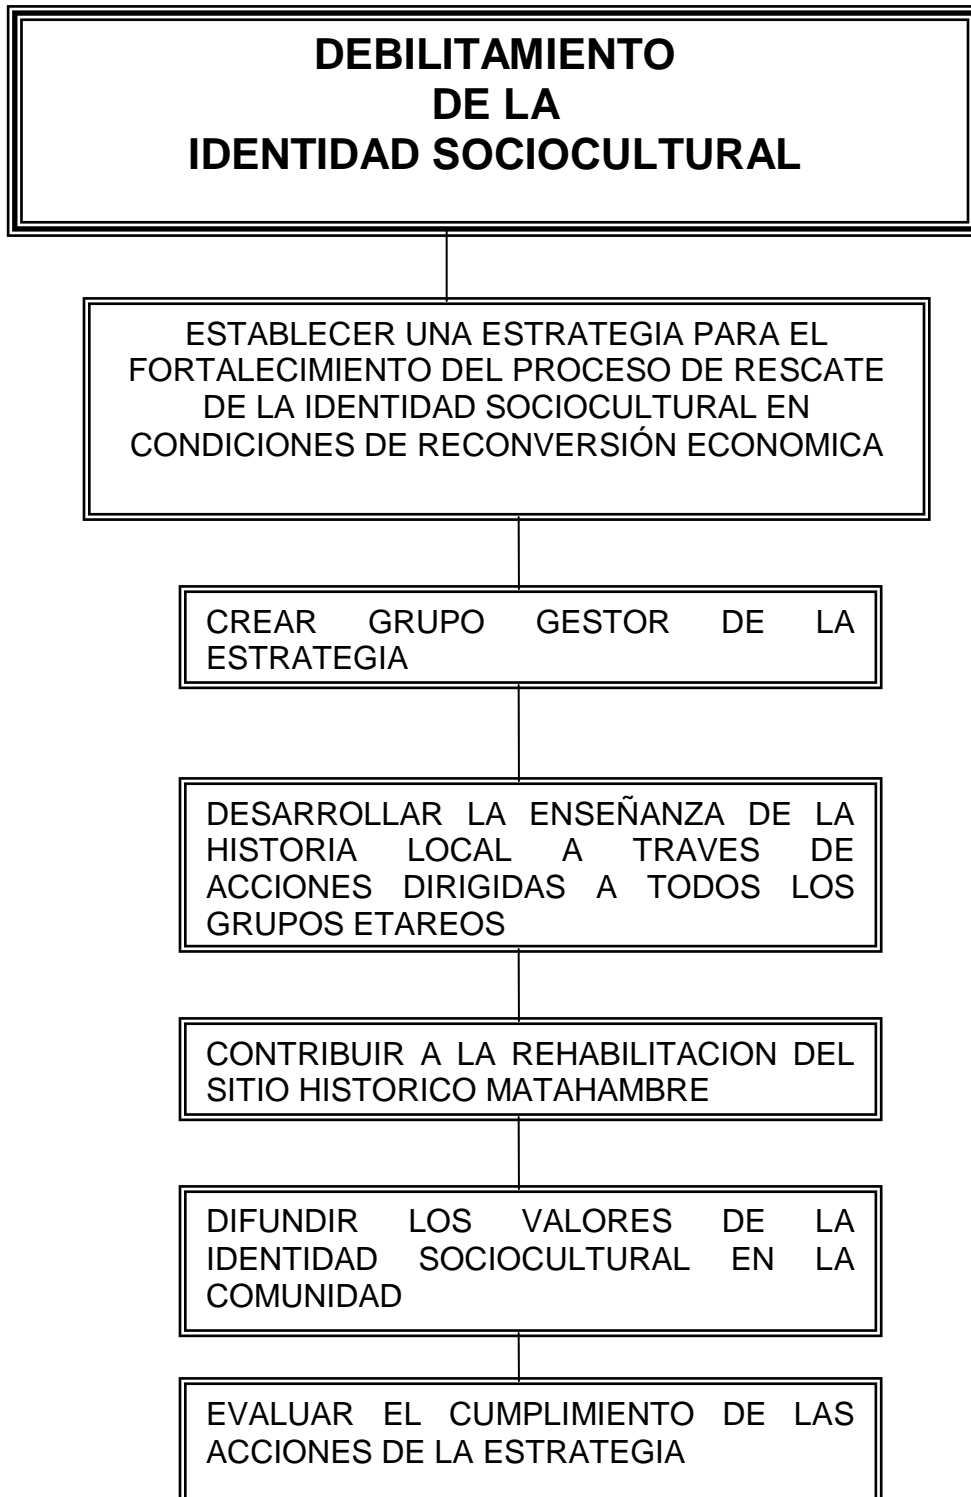 DEBILITAMIENTO
DE LA
IDENTIDAD SOCIOCULTURAL
ESTABLECER UNA ESTRATEGIA PARA EL
FORTALECIMIENTO DEL PROCESO DE RESCATE
DE LA IDENTIDAD SOCIOCULTURAL EN
CONDICIONES DE RECONVERSIÓN ECONOMICA
CREAR GRUPO GESTOR DE LA
ESTRATEGIA
DESARROLLAR LA ENSEÑANZA DE LA
HISTORIA LOCAL A TRAVES DE
ACCIONES DIRIGIDAS A TODOS LOS
GRUPOS ETAREOS
CONTRIBUIR A LA REHABILITACION DEL
SITIO HISTORICO MATAHAMBRE
DIFUNDIR LOS VALORES DE LA
IDENTIDAD SOCIOCULTURAL EN LA
COMUNIDAD
EVALUAR EL CUMPLIMIENTO DE LAS
ACCIONES DE LA ESTRATEGIA